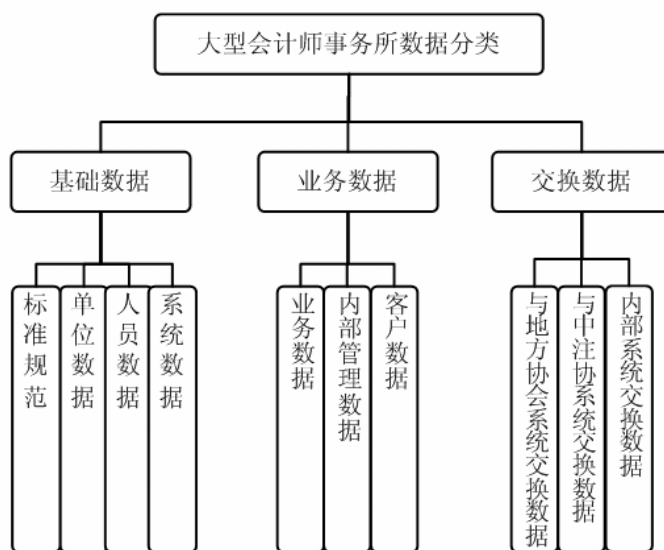 大型会计师事务所数据分类
基础数据
业务数据
交换数据
标准规范
单位数据
人员数据
系统数据
业务数据
内部管理数据
客户数据
与地方协会系统交换数据
与中注协系统交换数据
内部系统交换数据